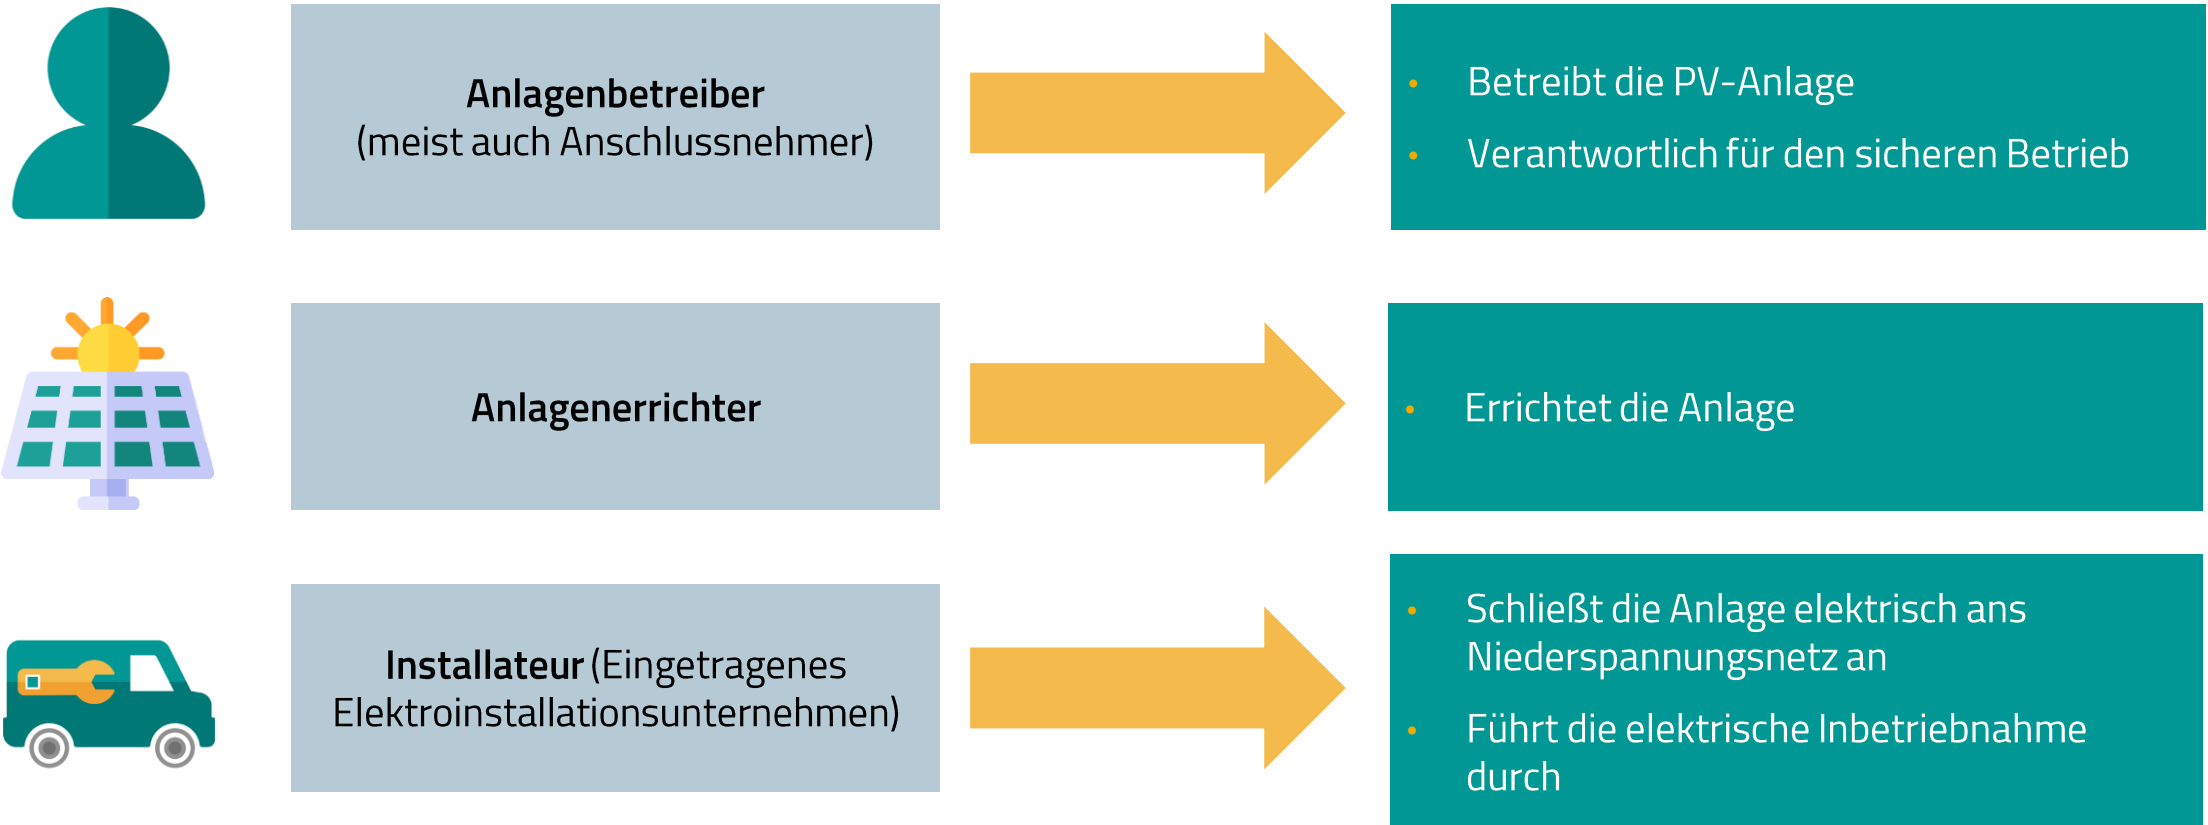 Anlagenbetreiber
(meist auch Anschlussnehmer)
• Betreibt die PV-Anlage
• Verantwortlich für den sicheren Betrieb
Anlagenerrichter
• Errichtet die Anlage
Installateur (Eingetragenes
Elektroinstallationsunternehmen)
• Schließt die Anlage elektrisch ans
Niederspannungsnetz an
• Führt die elektrische Inbetriebnahme
durch